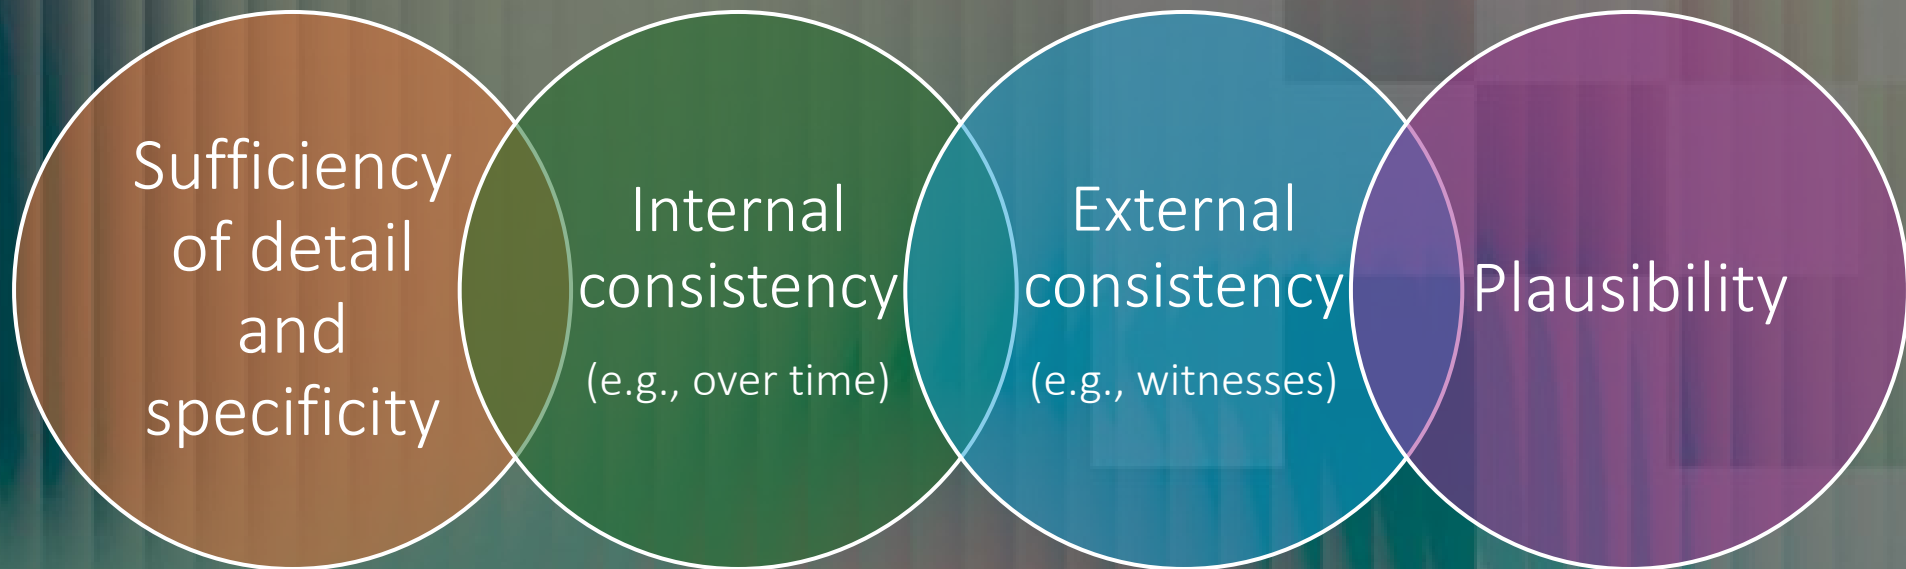 Sufficiency
of detail
and
specificity
Internal
consistency
(e.g., over time)
External
consistency
(e.g., witnesses)
Plausibility